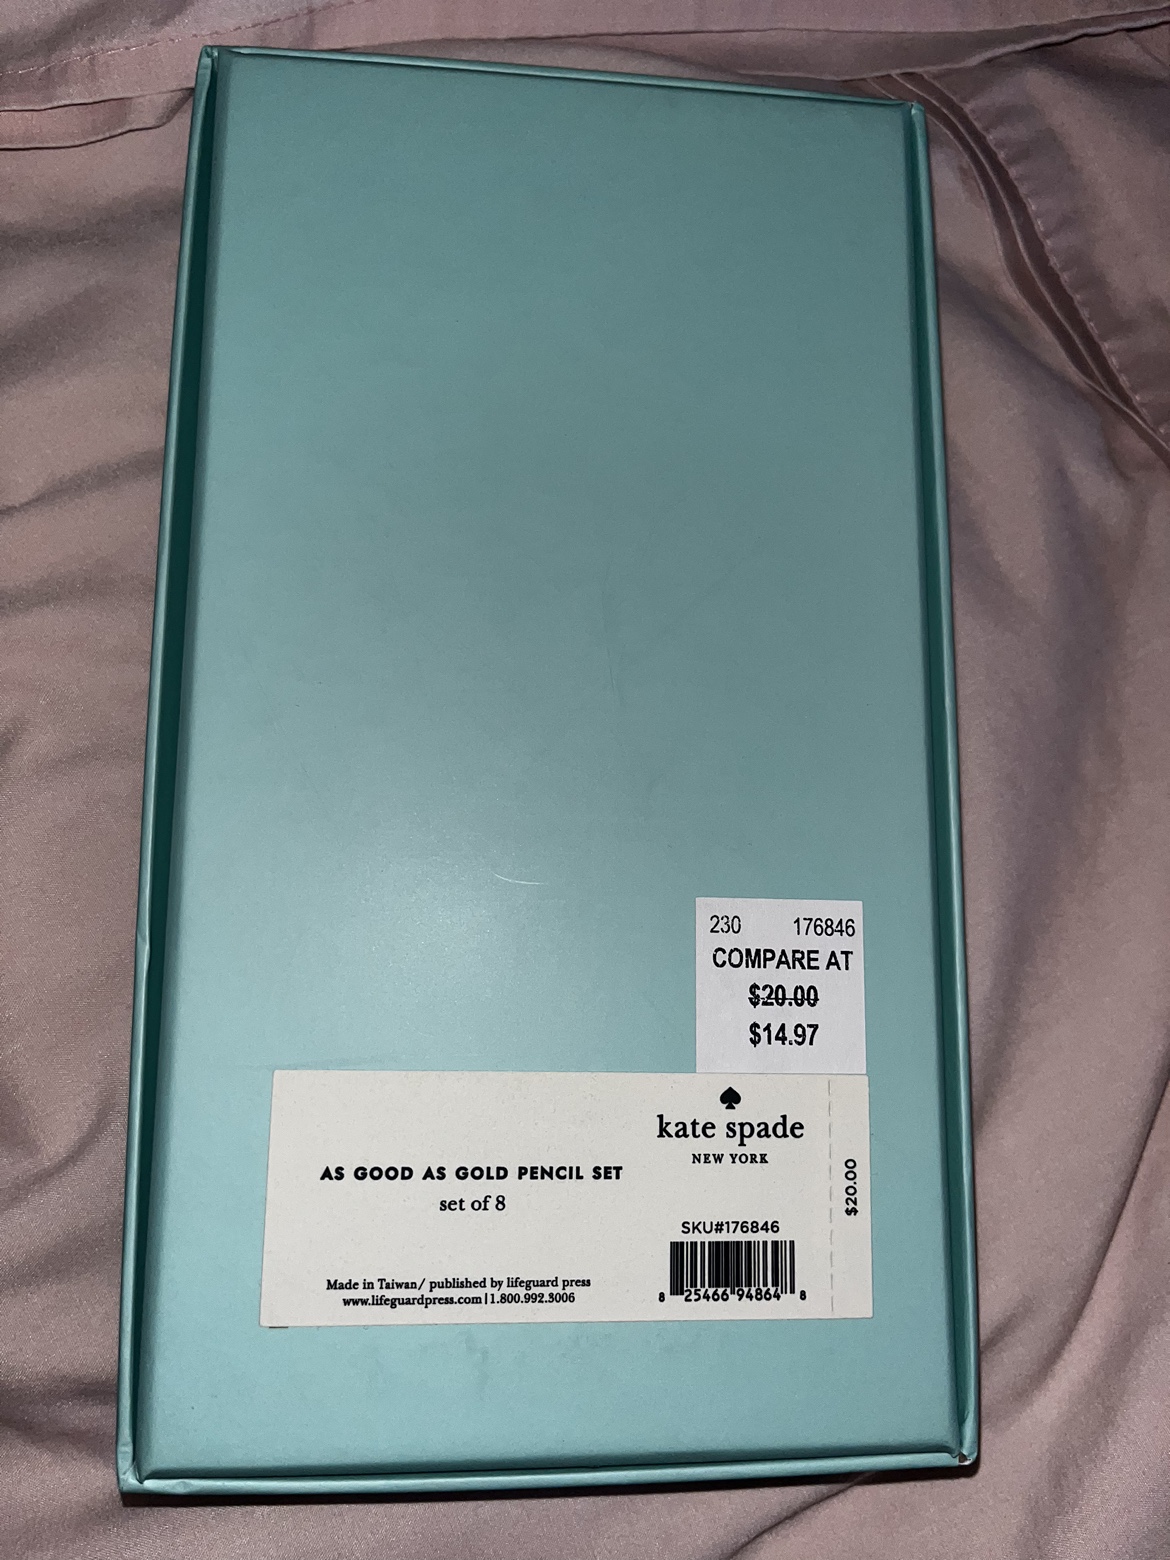 230 176846
COMPARE AT
$20.00
$14.97
kate spade
NEW YORK
AS GOOD AS GOLD PENCIL SET
set of 8
$20.00
SKU#176846
8 25466 94864 8
Made in Taiwan/ published by lifeguard press
www.lifeguardpress.com | 1.800.992.3006